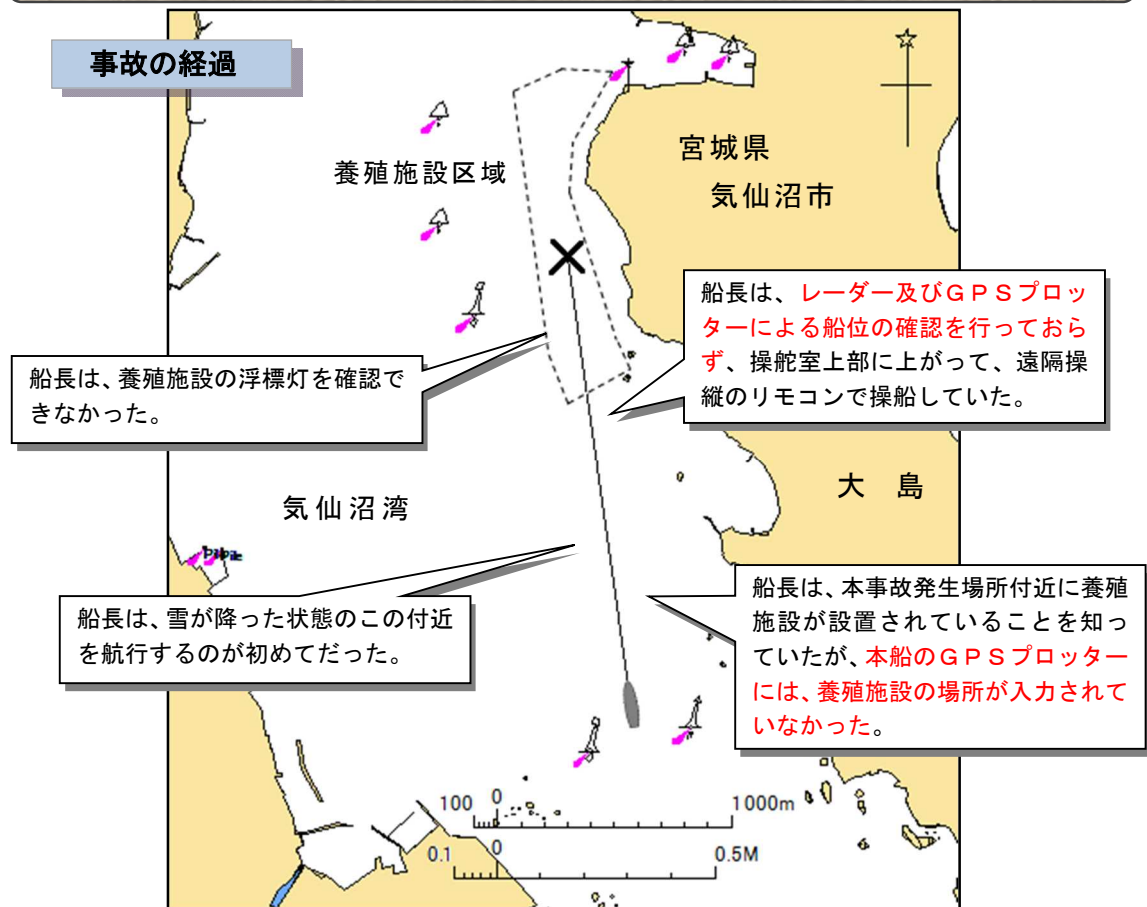 事故の経過
宮城県
気仙沼市
養殖施設区域
船長は、レーダー及びGPSプロッ
ターによる船位の確認を行っておら
ず、操舵室上部に上がって、遠隔操
縦のリモコンで操船していた。
船長は、養殖施設の浮標灯を確認で
きなかった。
大 島
気仙沼湾
船長は、本事故発生場所付近に養殖
施設が設置されていることを知っ
ていたが、本船のGPSプロッター
には、養殖施設の場所が入力されて
いなかった。
船長は、雪が降った状態のこの付近
を航行するのが初めてだった。
100 0 1000m
0.1 0 0.5M